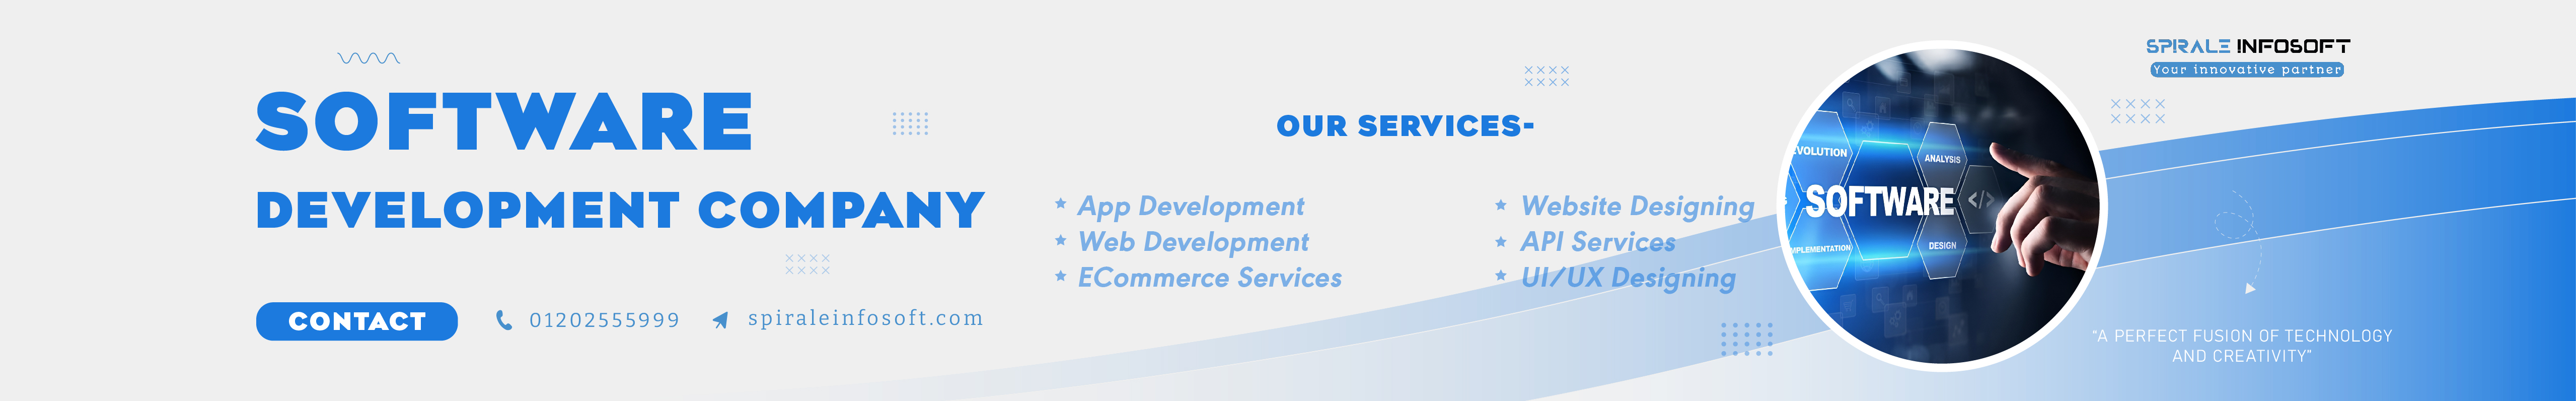 SOFTWARE
DEVELOPMENT COMPANY
CONTACT
01202555999
spiraleinfosoft.com
OUR SERVICES-
App Development
Web Development
ECommerce Services
Website Designing
API Services
UI/UX Designing
EVOLUTION
ANALYSIS
SOFTWARE
</>
MPLEMENTATION
DESIGN
SPIRALE INFOSOFT
Your innovative partner
“A PERFECT FUSION OF TECHNOLOGY
AND CREATIVITY”